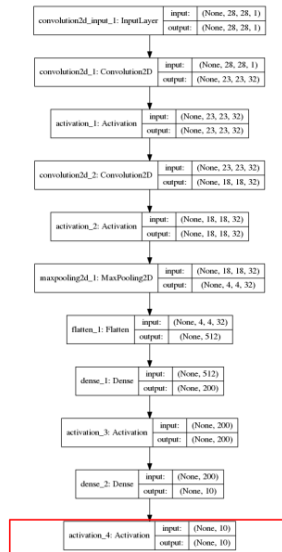 convolution2d_input_1: InputLayer input: (None, 28, 28, 1)
output: (None, 28, 28, 1)
convolution2d_1: Convolution2D input: (None, 28, 28, 1)
output: (None, 23, 23, 32)
activation_1: Activation input: (None, 23, 23, 32)
output: (None, 23, 23, 32)
convolution2d_2: Convolution2D input: (None, 23, 23, 32)
output: (None, 18, 18, 32)
activation_2: Activation input: (None, 18, 18, 32)
output: (None, 18, 18, 32)
maxpooling2d_1: MaxPooling2D input: (None, 18, 18, 32)
output: (None, 4, 4, 32)
flatten_1: Flatten input: (None, 4, 4, 32)
output: (None, 512)
dense_1: Dense input: (None, 512)
output: (None, 200)
activation_3: Activation input: (None, 200)
output: (None, 200)
dense_2: Dense input: (None, 200)
output: (None, 10)
activation_4: Activation input: (None, 10)
output: (None, 10)